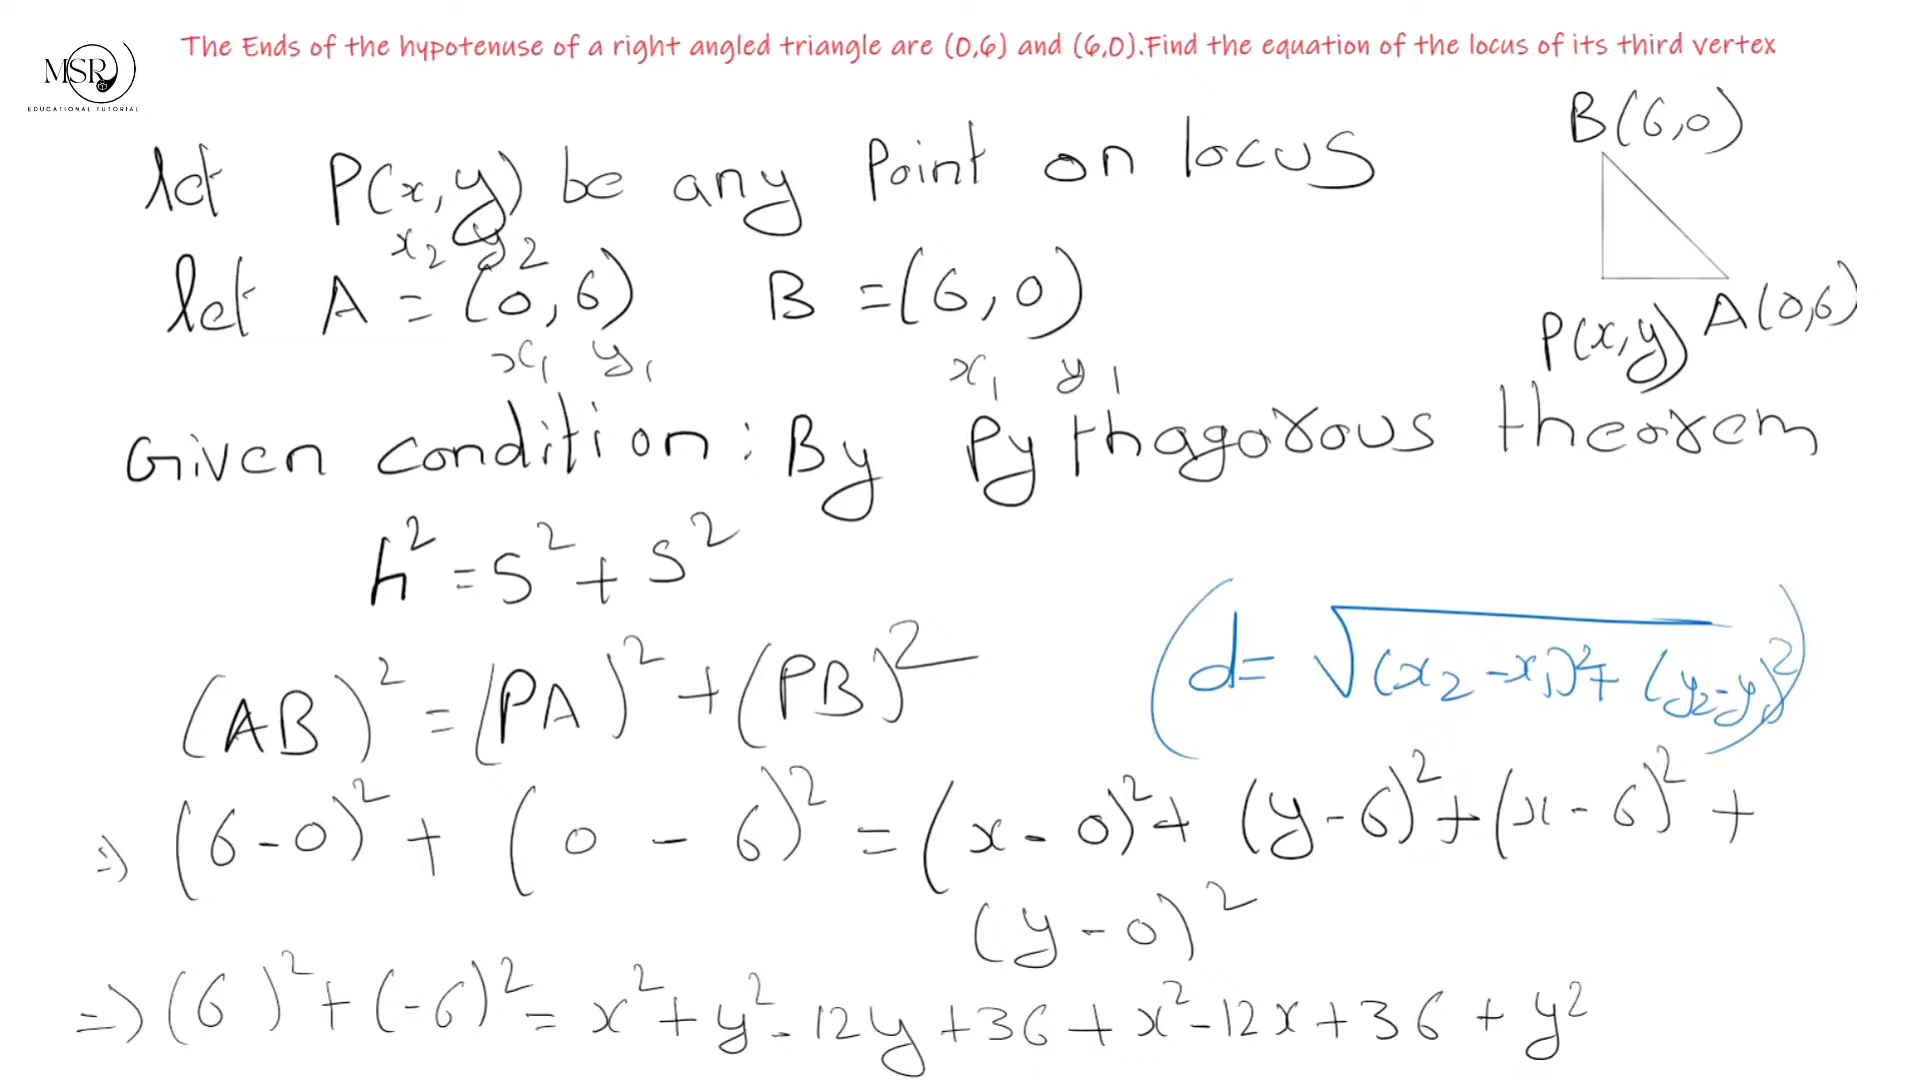 The Ends of the hypotenuse of a right angled triangle are (0,6) and (6,0).Find the equation of the locus of its third vertex
MSR
EDUCATIONAL TUTORIAL
B(6,0)
let P(x,y) be any Point on locus
x₂ y₂
let A = (0,6) B = (6,0)
x₁ y₁ x₁ y₁
P(x,y) A(0,6)
Given condition: By Pythagorous theorem
h² = s² + s²
(d= √(x₂-x₁)²+ (y₂-y₁)²)
(AB)² = (PA)² + (PB)²
⇒ (6-0)² + (0 - 6)² = (x - 0)² + (y-6)² + (x - 6)² +
(y - 0)²
=> (6)² + (-6)² = x² + y² - 12y + 36 + x² - 12x + 36 + y²